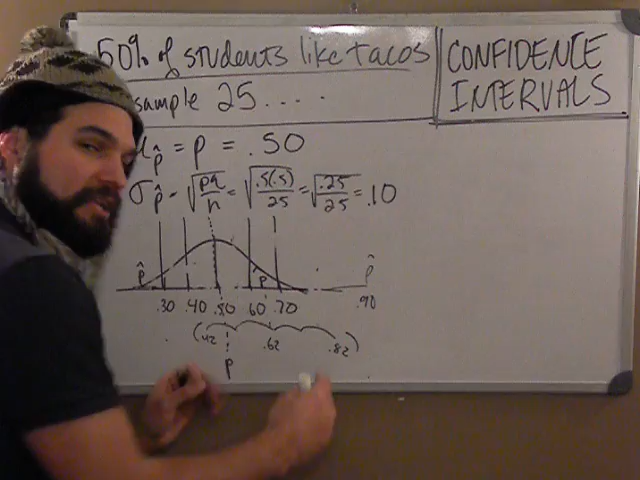 50% of students like tacos
sample 25 . . . . .
CONFIDENCE
INTERVALS
μp̂ = p = .50
σp̂ = √pq/n = √.5(.5)/25 = √.25/25 = .10
p̂ p̂ p̂
.30 .40 .50 .60 .70 .90
(.42 .62 .82)
p